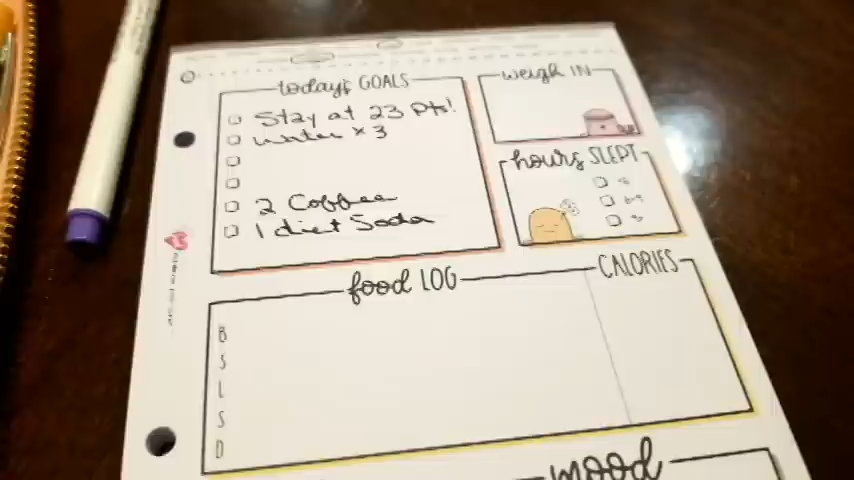 today's GOALS
Stay at 23 Pts!
water x 3
2 Coffee
1 diet Soda
weigh IN
hours SLEPT
food LOG
CALORIES
B
S
L
S
D
mood